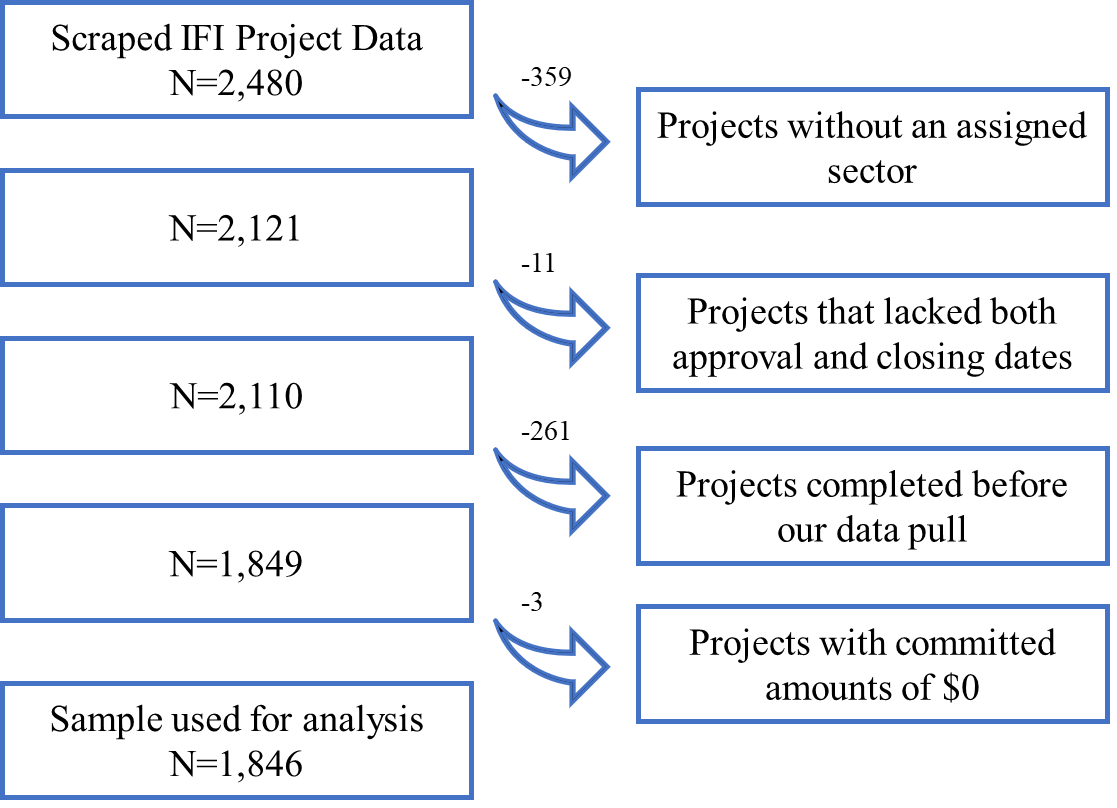 Scraped IFI Project Data
N=2,480
-359
Projects without an assigned
sector
N=2,121
-11
Projects that lacked both
approval and closing dates
N=2,110
-261
Projects completed before
our data pull
N=1,849
-3
Projects with committed
amounts of $0
Sample used for analysis
N=1,846